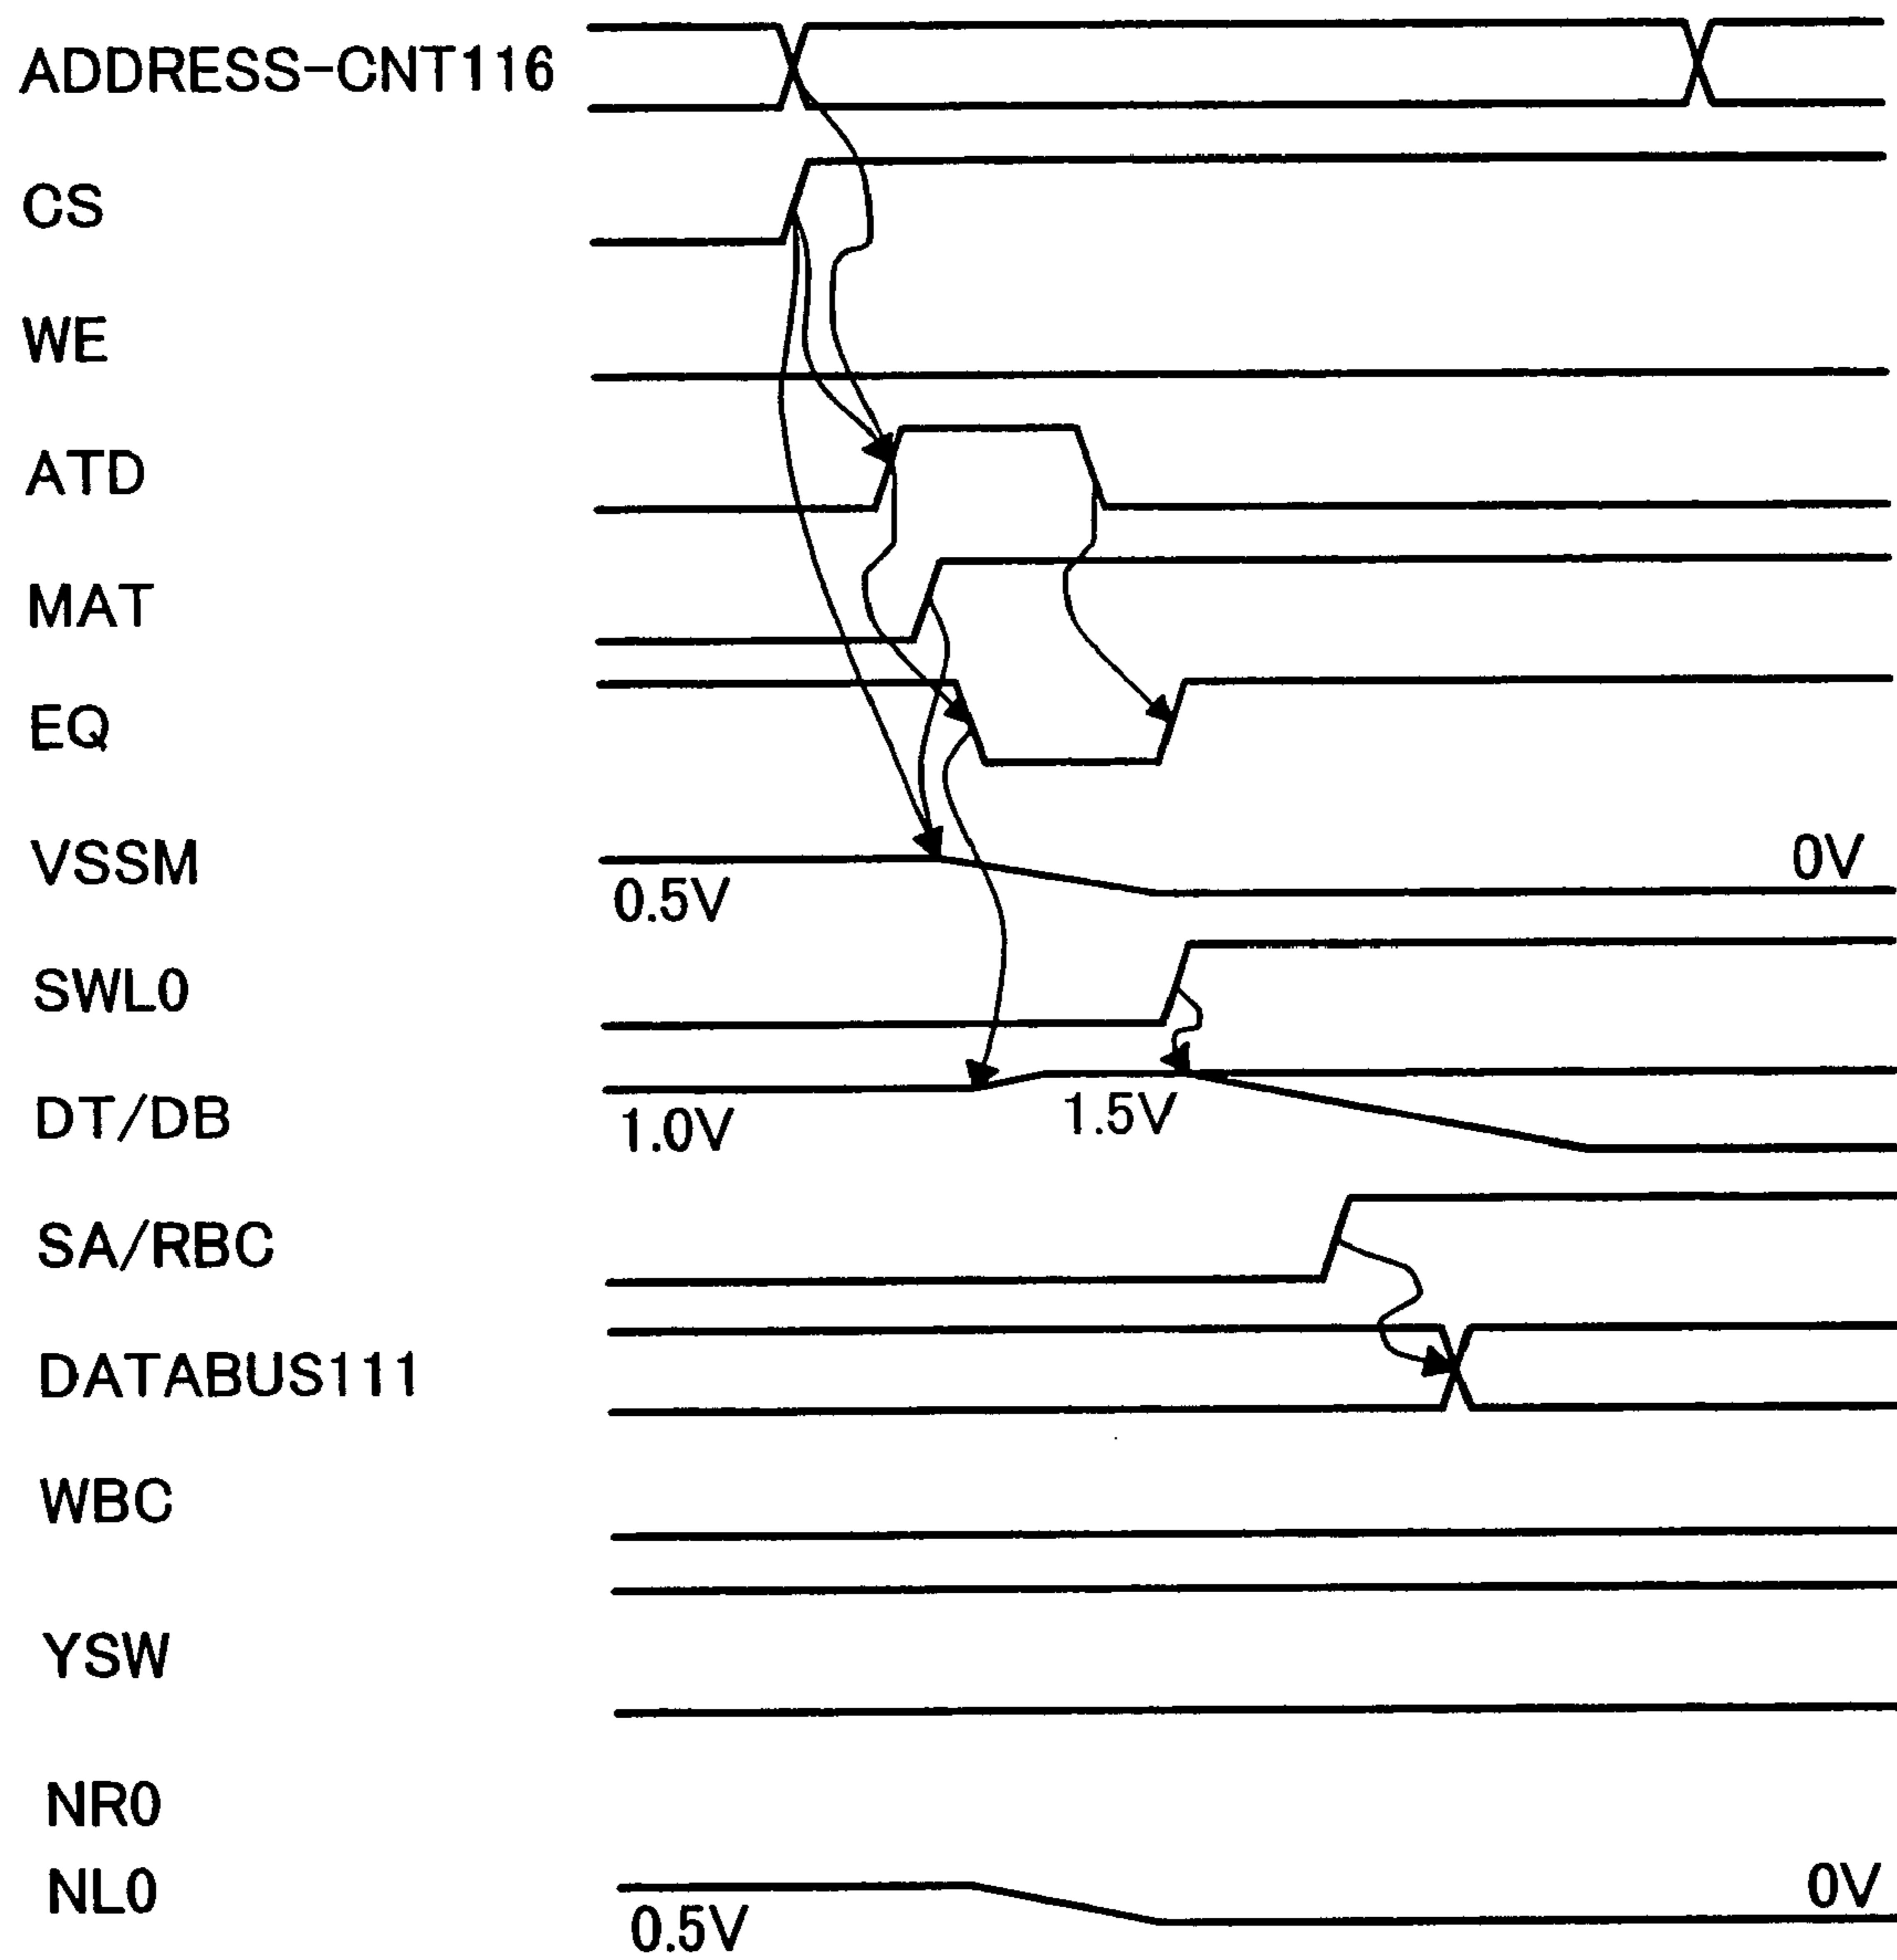 ADDRESS-CNT116
CS
WE
ATD
MAT
EQ
VSSM
0.5V
0V
SWL0
DT/DB
1.0V
1.5V
SA/RBC
DATABUS111
WBC
YSW
NR0
NL0
0.5V
0V